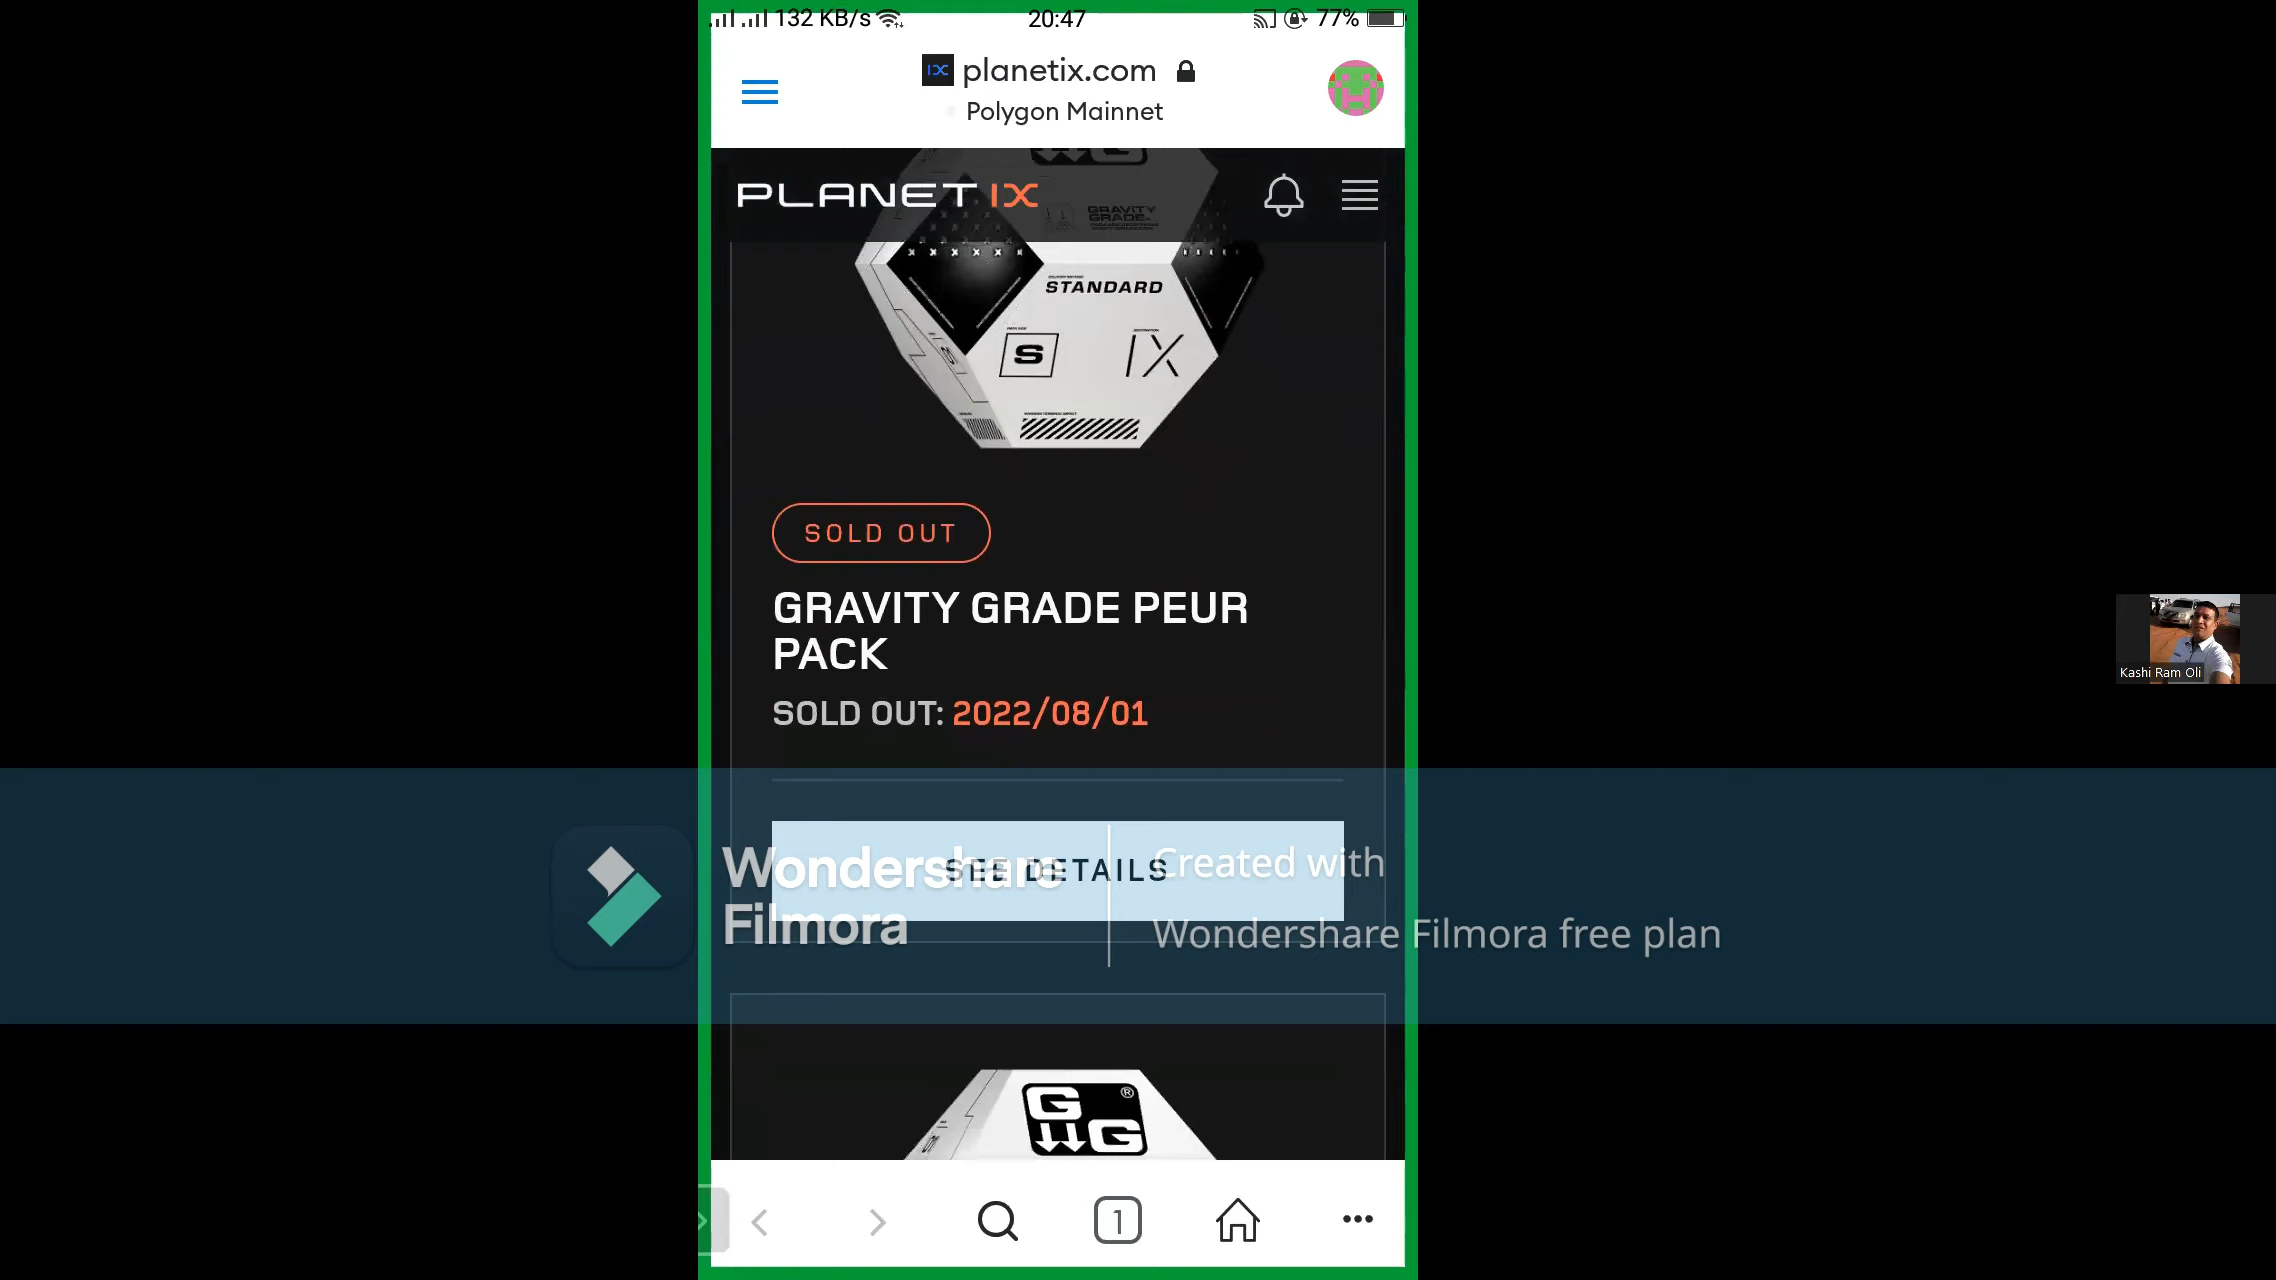 132 KB/s
20:47
77%
planetix.com
Polygon Mainnet
PLANET IX
GRAVITY
GRADE
STANDARD
S
IX
SOLD OUT
GRAVITY GRADE PEUR
PACK
SOLD OUT: 2022/08/01
SEE DETAILS
Wondershare
Filmora
Created with
Wondershare Filmora free plan
G
G
®
1
Kashi Ram Oli